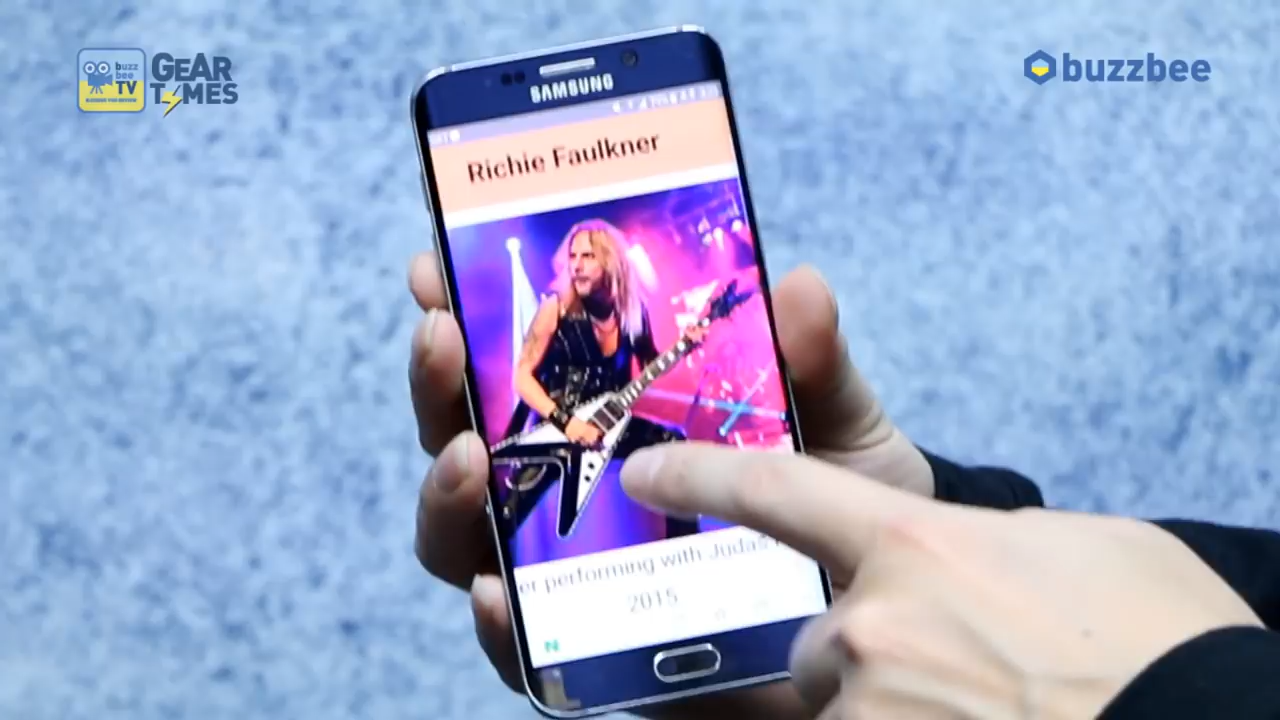 buzz
bee
TV
GEAR
TIMES
buzzbee
SAMSUNG
Richie Faulkner
er performing with Judas
2015
N